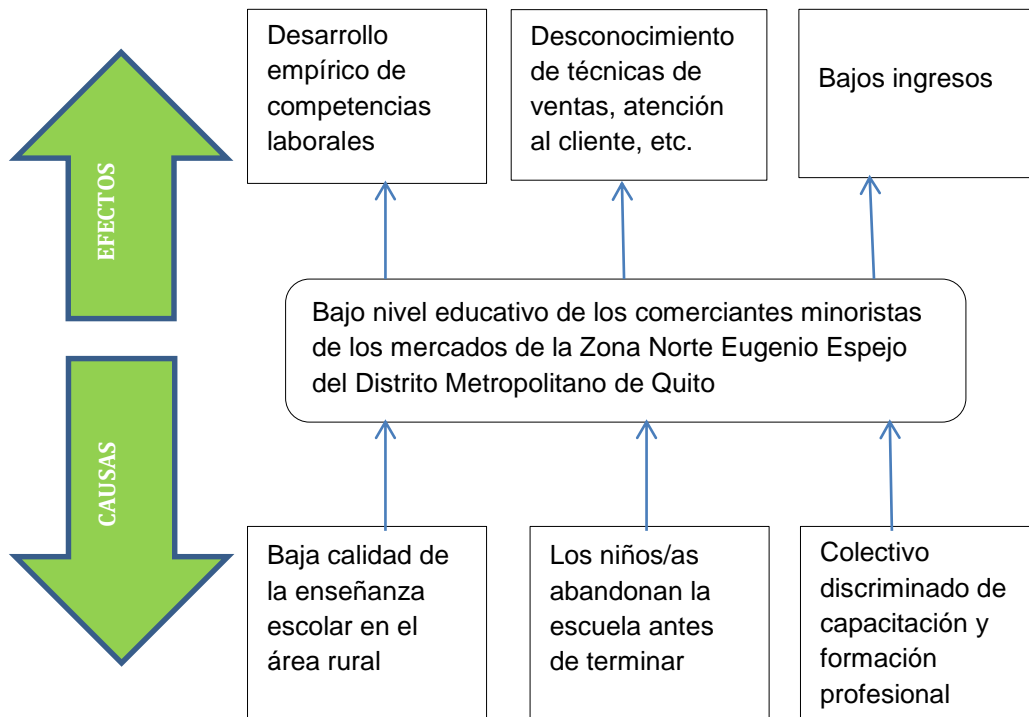 Desarrollo
empírico de
competencias
laborales
Desconocimiento
de técnicas de
ventas, atención
al cliente, etc.
Bajos ingresos
EFECTOS
Bajo nivel educativo de los comerciantes minoristas
de los mercados de la Zona Norte Eugenio Espejo
del Distrito Metropolitano de Quito
CAUSAS
Baja calidad de
la enseñanza
escolar en el
área rural
Los niños/as
abandonan la
escuela antes
de terminar
Colectivo
discriminado de
capacitación y
formación
profesional